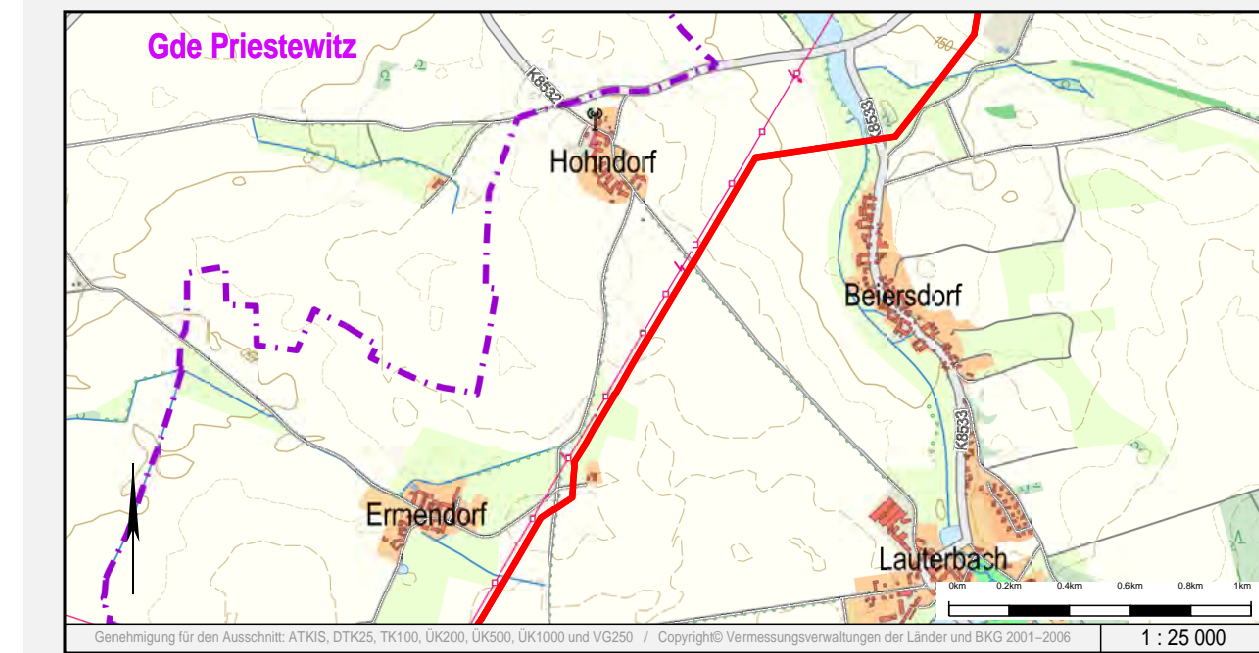 Gde Priestewitz
150
K8532
K8533
Hohndorf
Beiersdorf
K8533
Ermendorf
Lauterbach
0km 0.2km 0.4km 0.6km 0.8km 1km
Genehmigung für den Ausschnitt: ATKIS, DTK25, TK100, ÜK200, ÜK500, ÜK1000 und VG250 / Copyright© Vermessungsverwaltungen der Länder und BKG 2001–2006
1 : 25 000